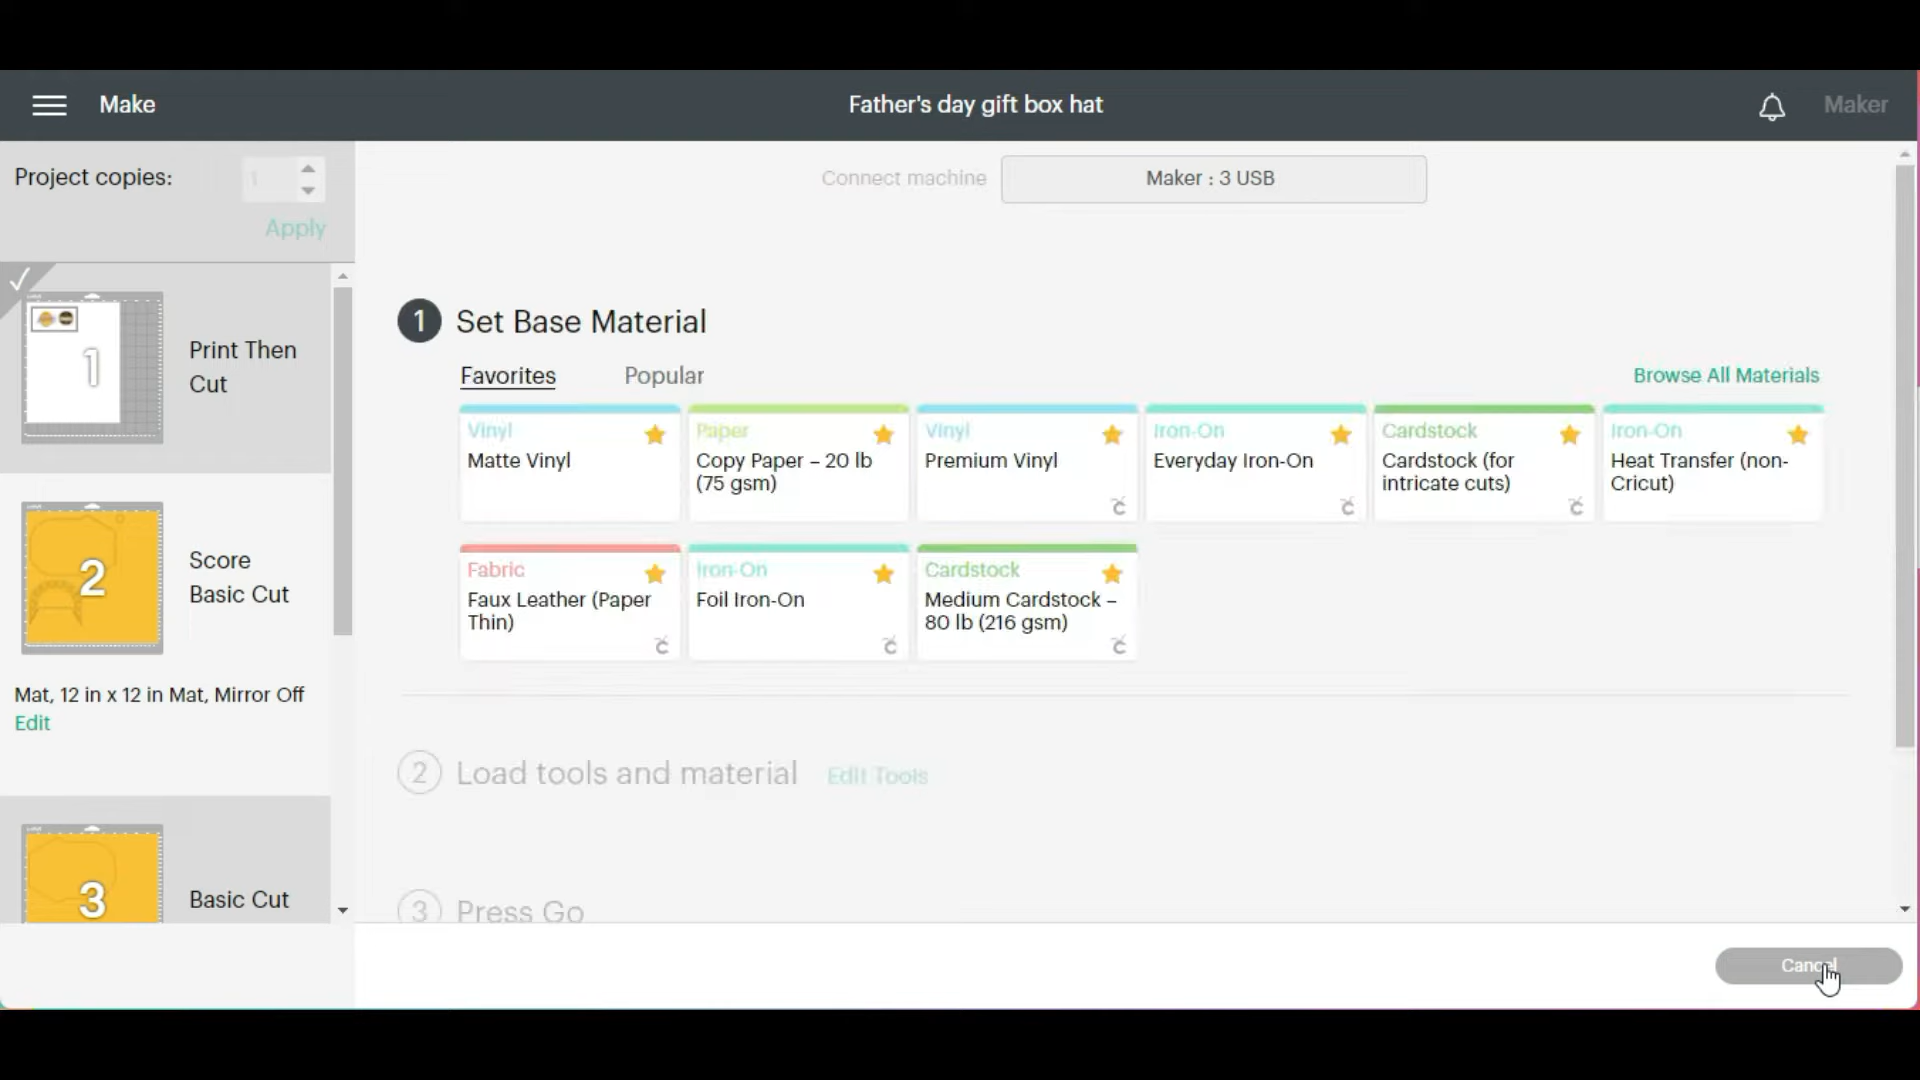 Make
Father's day gift box hat
Maker
Project copies:
1
Apply
Connect machine
Maker : 3 USB
1
Print Then
Cut
2
Score
Basic Cut
Mat, 12 in x 12 in Mat, Mirror Off
Edit
3
Basic Cut
1 Set Base Material
Favorites
Popular
Browse All Materials
Vinyl
Matte Vinyl
Paper
Copy Paper – 20 lb
(75 gsm)
Vinyl
Premium Vinyl
Iron-On
Everyday Iron-On
Cardstock
Cardstock (for
intricate cuts)
Iron-On
Heat Transfer (non-
Cricut)
Fabric
Faux Leather (Paper
Thin)
Iron-On
Foil Iron-On
Cardstock
Medium Cardstock –
80 lb (216 gsm)
2 Load tools and material
Edit Tools
3 Press Go
Cancel